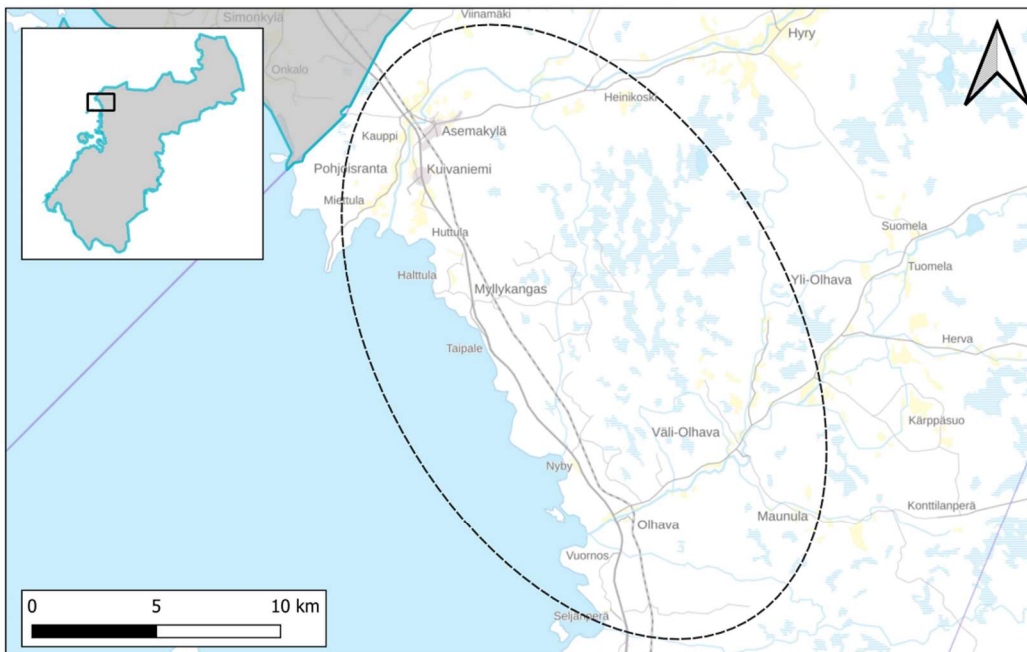 Simonkylä
Viinamäki
Hyry
Onkalo
Heinikoski
Kauppi
Asemakylä
Pohjoisranta
Kuivaniemi
Miettula
Huttula
Suomela
Halttula
Tuomela
Yli-Olhava
Myllykangas
Herva
Taipale
Kärppäsuo
Väli-Olhava
Nyby
Konttilanperä
Maunula
Olhava
Vuornos
0 5 10 km
Seljänperä